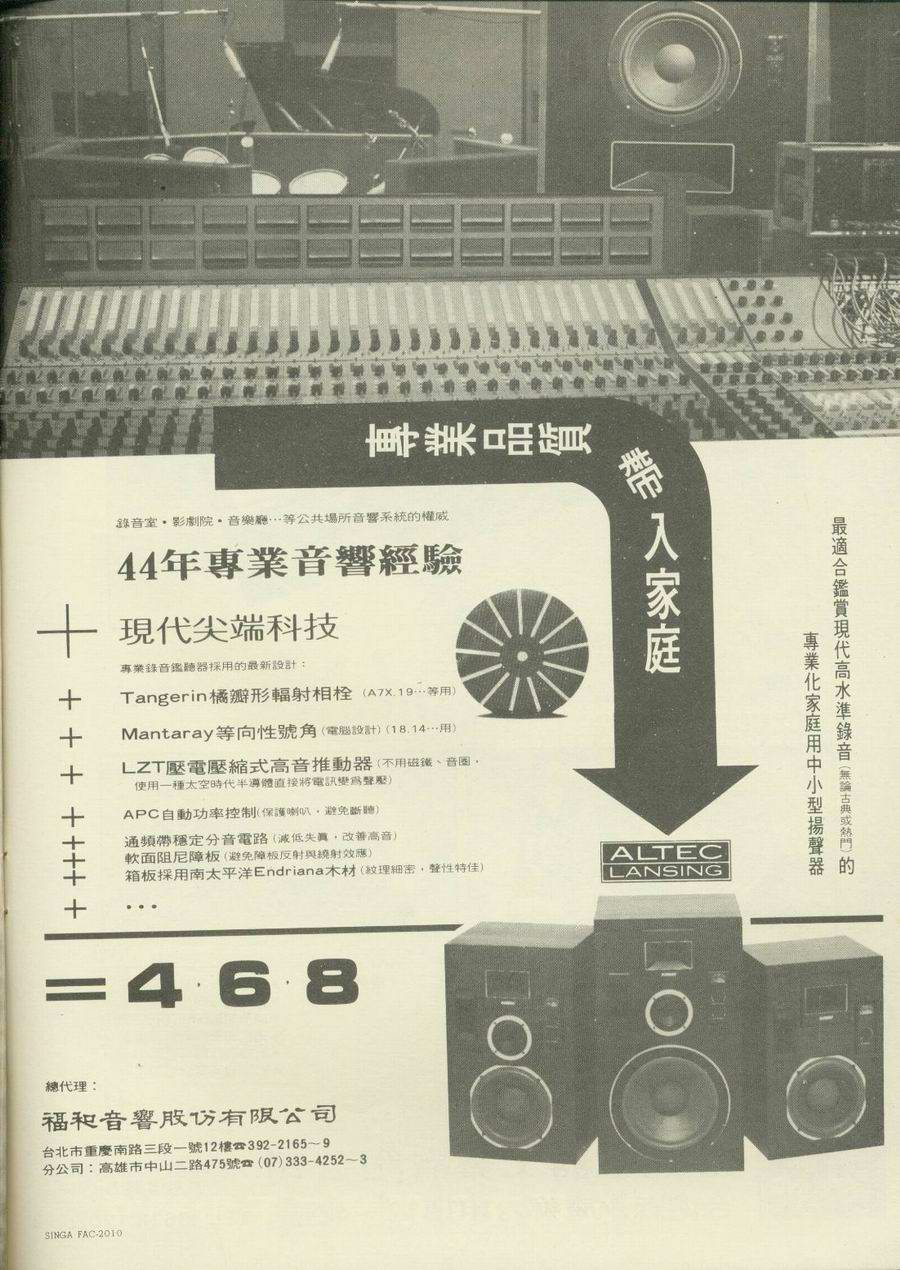 專業品質帶入家庭
錄音室・影劇院・音樂廳…等公共場所音響系統的權威
44年專業音響經驗
+ 現代尖端科技
專業錄音鑑聽器採用的最新設計：
+ Tangerin橘瓣形輻射相栓（A7X.19…等用）
+ Mantaray等向性號角(電腦設計)(18.14…用)
+ LZT壓電壓縮式高音推動器(不用磁鐵、音圈，
使用一種太空時代半導體直接將電訊變為聲壓)
+ APC自動功率控制(保護喇叭，避免斷聽)
+ 通頻帶穩定分音電路(減低失真，改善高音)
+ 軟面阻尼障板(避免障板反射與繞射效應)
+ 箱板採用南太平洋Endriana木材(紋理細密，聲性特佳)
+ •••
最適合鑑賞現代高水準錄音(無論古典或熱門)的
專業化家庭用中小型揚聲器
ALTEC
LANSING
=4·6·8
總代理：
福和音響股份有限公司
台北市重慶南路三段一號12樓☎392-2165～9
分公司：高雄市中山二路475號☎(07)333-4252～3
SINGA FAC-2010